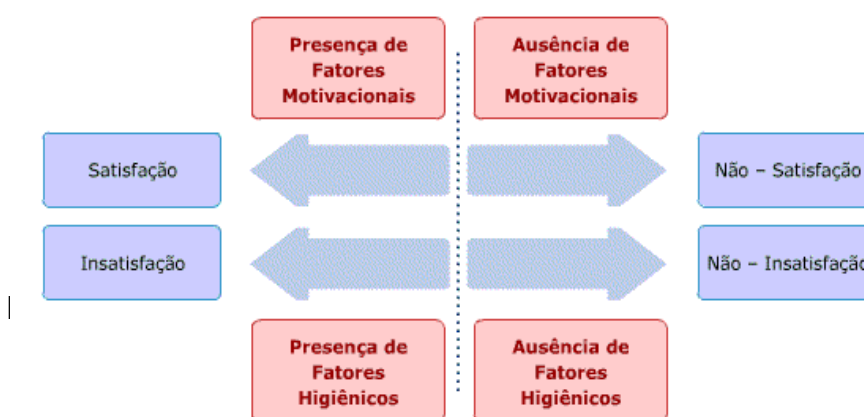 Presença de
Fatores
Motivacionais
Ausência de
Fatores
Motivacionais
Satisfação
Não – Satisfação
Insatisfação
Não – Insatisfação
Presença de
Fatores
Higiênicos
Ausência de
Fatores
Higiênicos